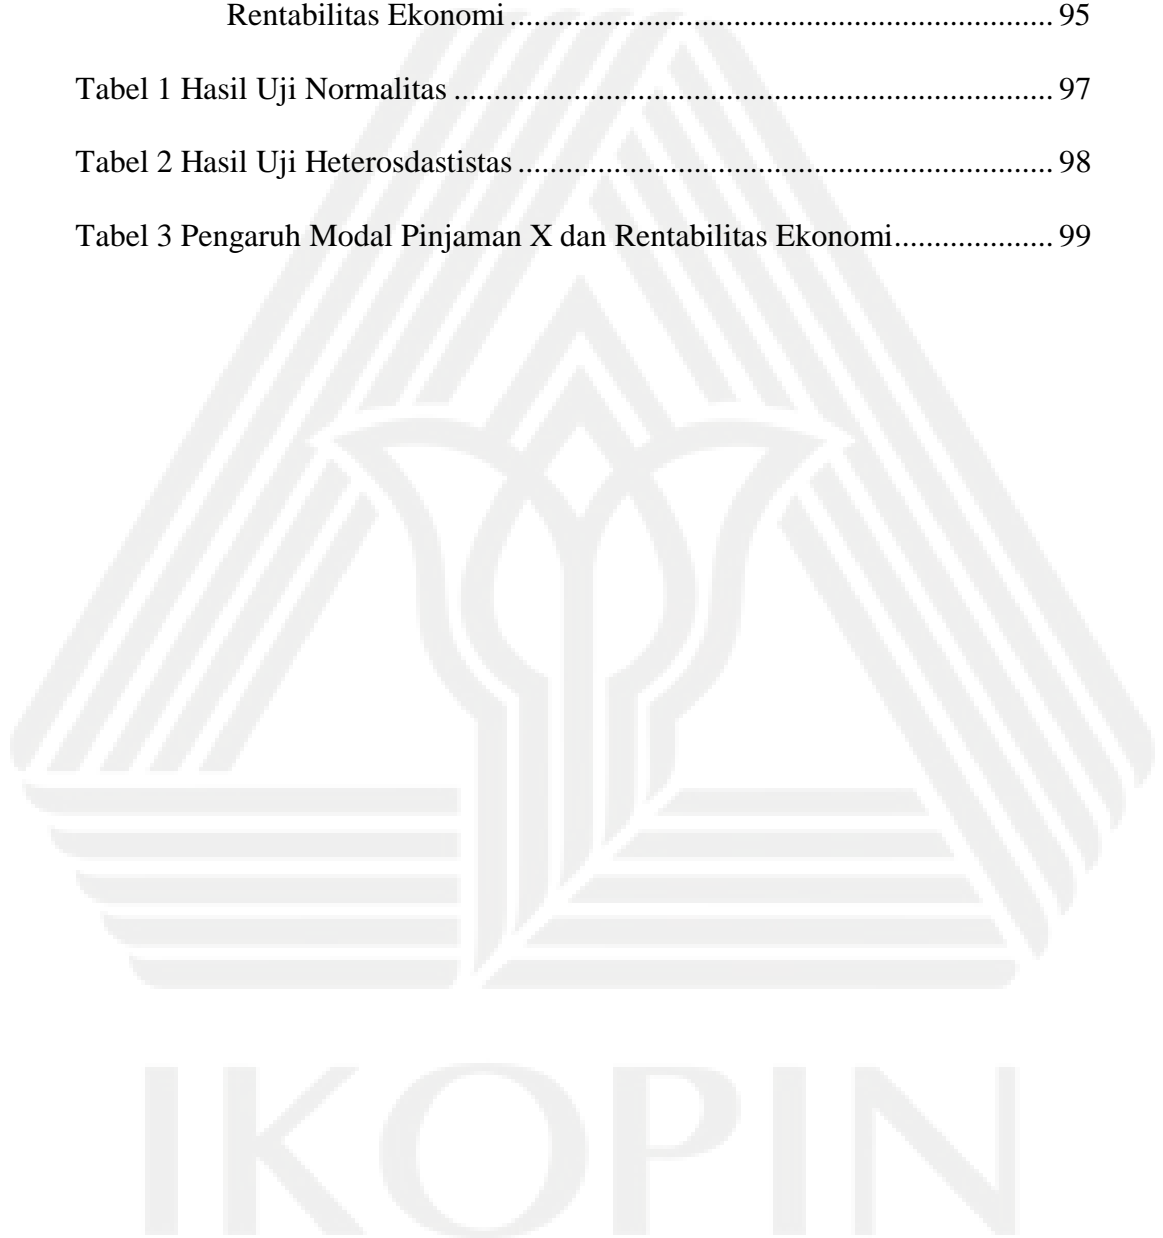 Rentabilitas Ekonomi .................................................................... 95
Tabel 1 Hasil Uji Normalitas ........................................................................... 97
Tabel 2 Hasil Uji Heterosdastistas ................................................................... 98
Tabel 3 Pengaruh Modal Pinjaman X dan Rentabilitas Ekonomi.................... 99
IKOPIN